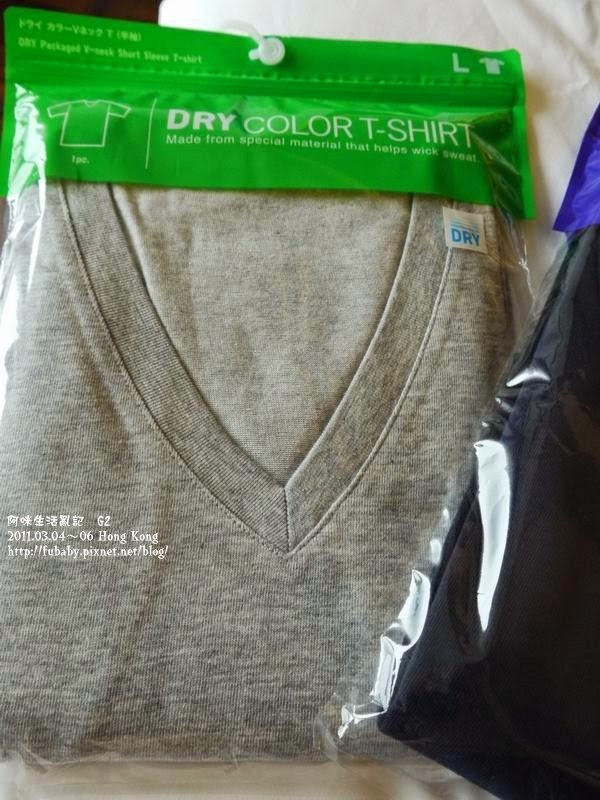 ドライ カラーVネック T (半袖)
DRY Packaged V-neck Short Sleeve T-shirt
L
1pc.
DRY COLOR T-SHIRT
Made from special material that helps wick sweat.
DRY
阿咪生活亂記 G2
2011.03.04～06 Hong Kong
http://fubaby.pixnet.net/blog/